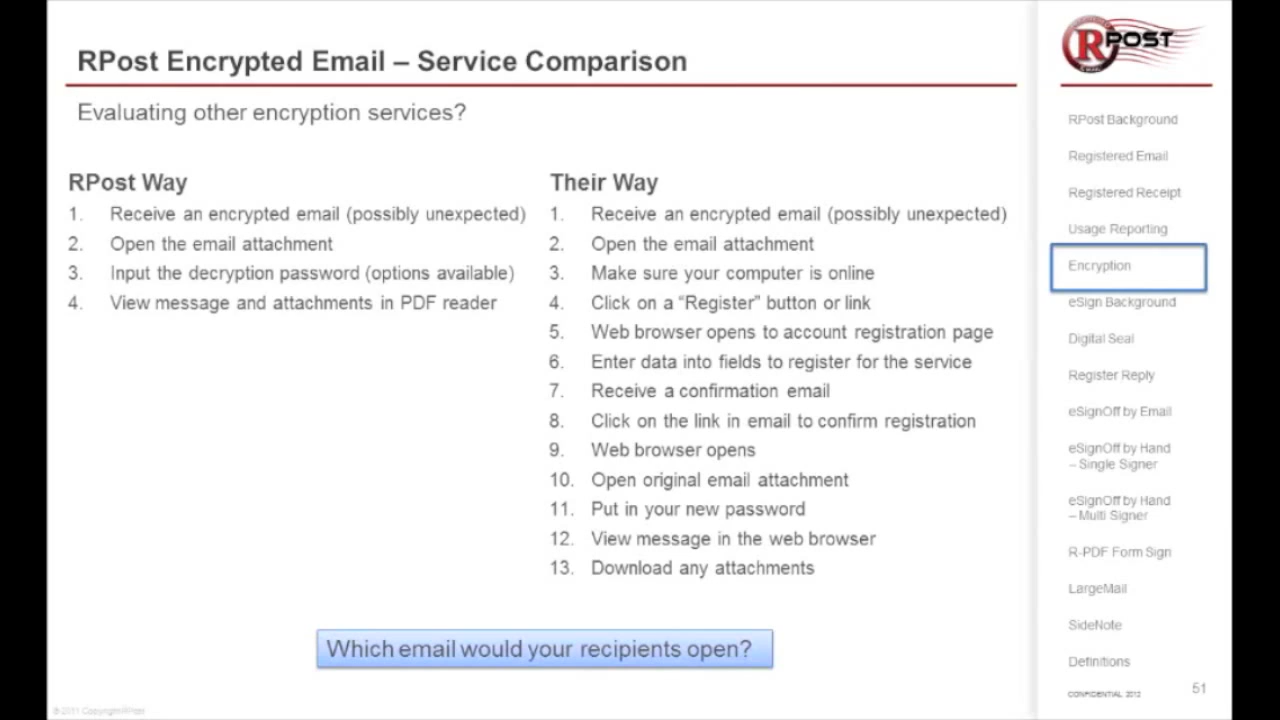 RPost Encrypted Email – Service Comparison
Evaluating other encryption services?
RPost Way
1. Receive an encrypted email (possibly unexpected)
2. Open the email attachment
3. Input the decryption password (options available)
4. View message and attachments in PDF reader
Their Way
1. Receive an encrypted email (possibly unexpected)
2. Open the email attachment
3. Make sure your computer is online
4. Click on a “Register” button or link
5. Web browser opens to account registration page
6. Enter data into fields to register for the service
7. Receive a confirmation email
8. Click on the link in email to confirm registration
9. Web browser opens
10. Open original email attachment
11. Put in your new password
12. View message in the web browser
13. Download any attachments
Which email would your recipients open?
© 2011 Copyright RPost
RPOST
RPost Background
Registered Email
Registered Receipt
Usage Reporting
Encryption
eSign Background
Digital Seal
Register Reply
eSignOff by Email
eSignOff by Hand
– Single Signer
eSignOff by Hand
– Multi Signer
R-PDF Form Sign
LargeMail
SideNote
Definitions
CONFIDENTIAL 2012
51